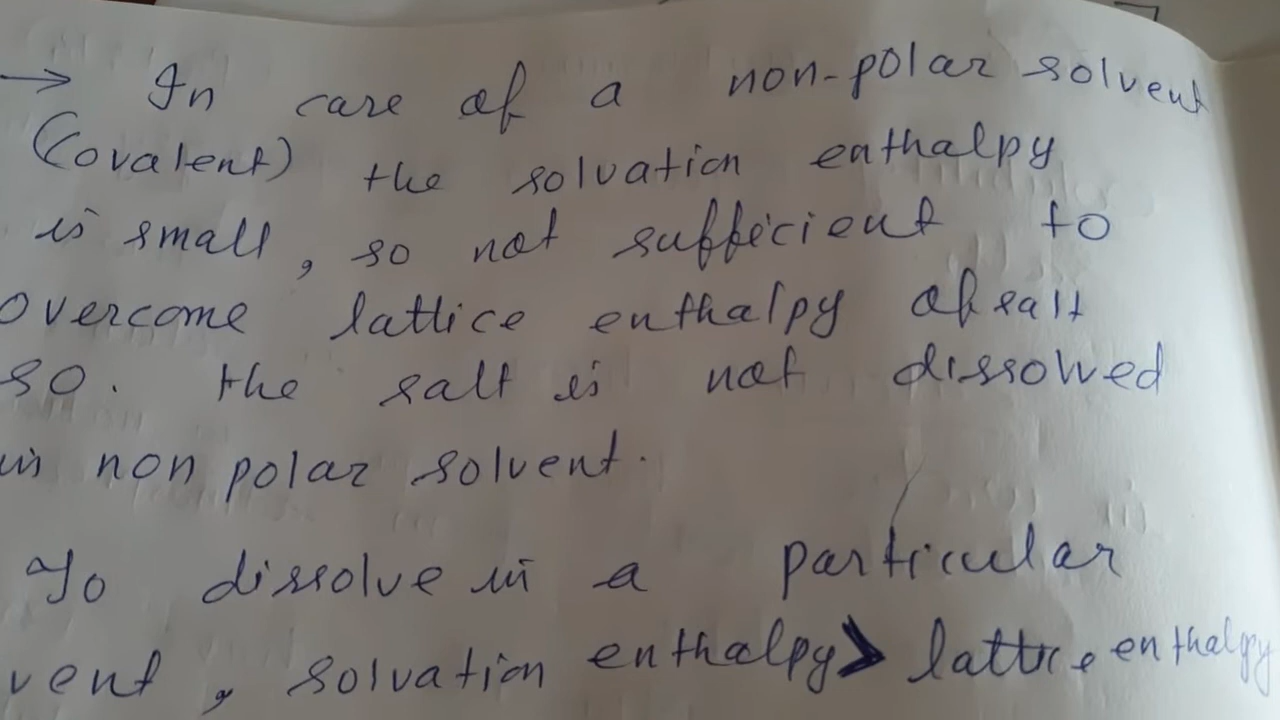 → In case of a non-polar solvent
(covalent) the solvation enthalpy
is small, so not sufficient to
overcome lattice enthalpy of salt
so. the salt is not dissolved
in non polar solvent.
To dissolve in a particular
vent, solvation enthalpy > lattice enthalpy